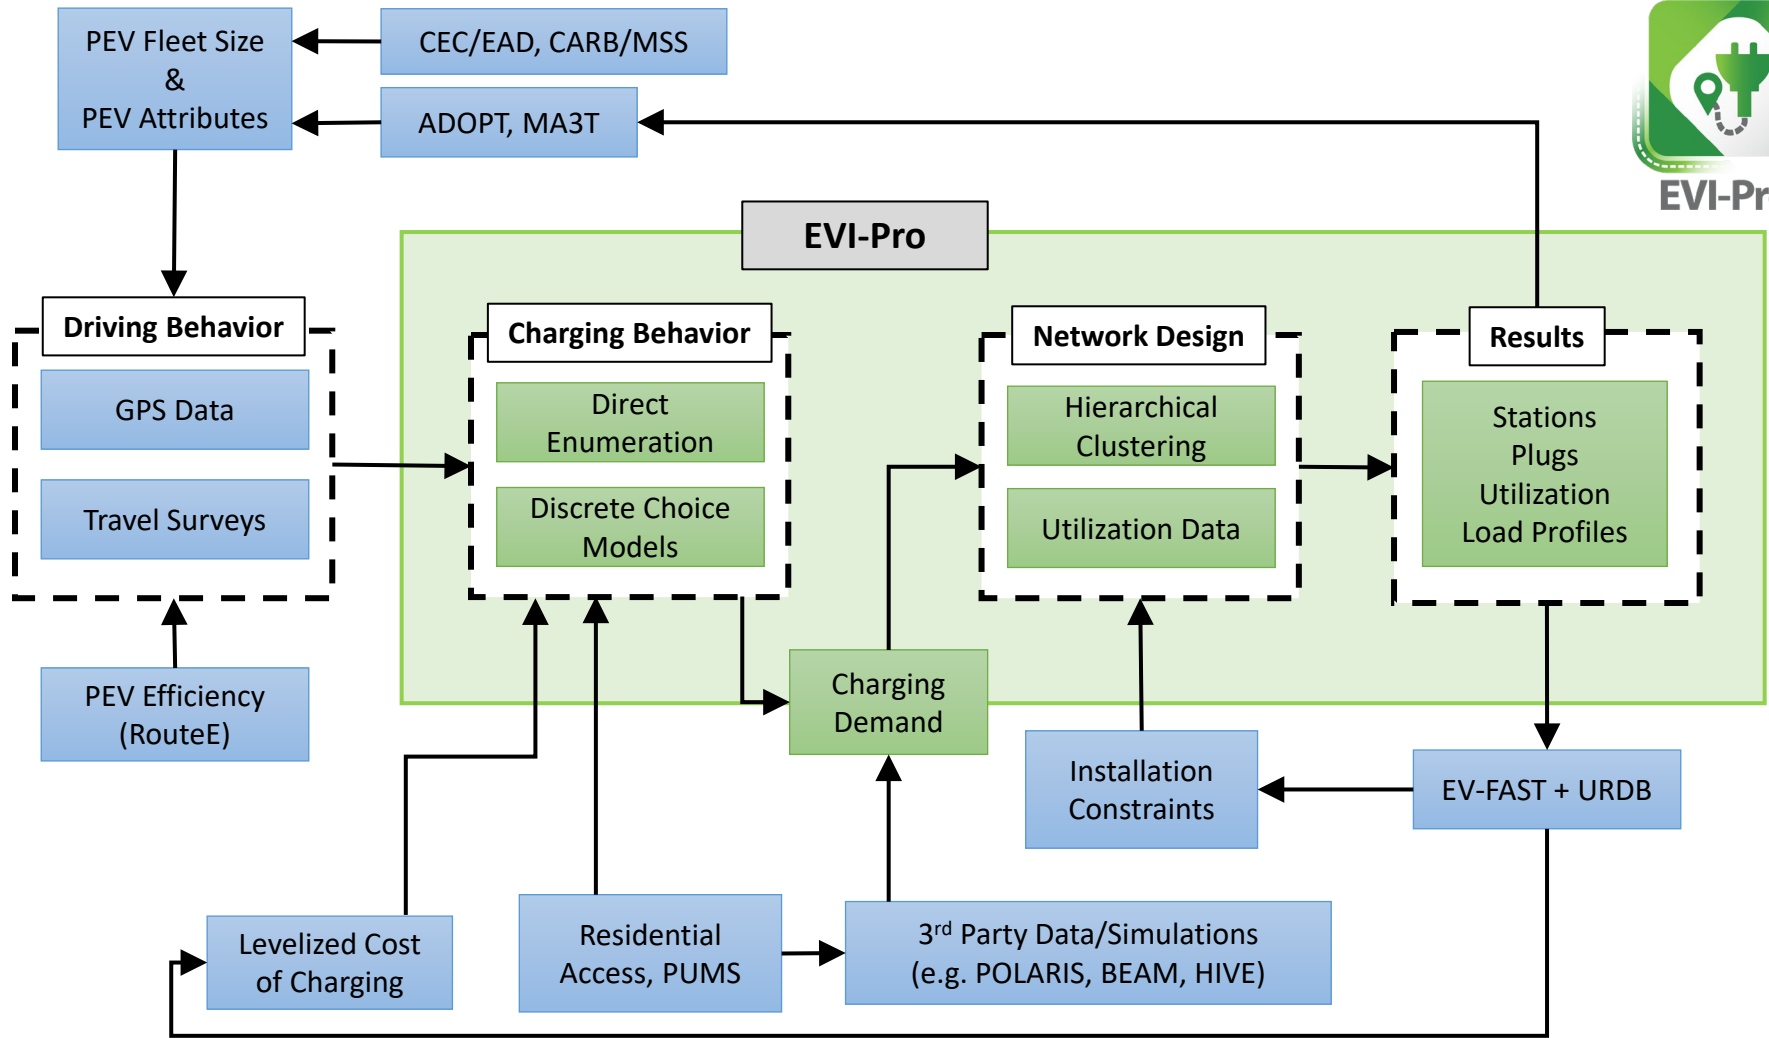 PEV Fleet Size
&
PEV Attributes
CEC/EAD, CARB/MSS
ADOPT, MA3T
EVI-Pr
EVI-Pro
Driving Behavior
GPS Data
Travel Surveys
PEV Efficiency
(RouteE)
Charging Behavior
Direct
Enumeration
Discrete Choice
Models
Charging
Demand
Network Design
Hierarchical
Clustering
Utilization Data
Results
Stations
Plugs
Utilization
Load Profiles
Installation
Constraints
EV-FAST + URDB
Levelized Cost
of Charging
Residential
Access, PUMS
3rd Party Data/Simulations
(e.g. POLARIS, BEAM, HIVE)